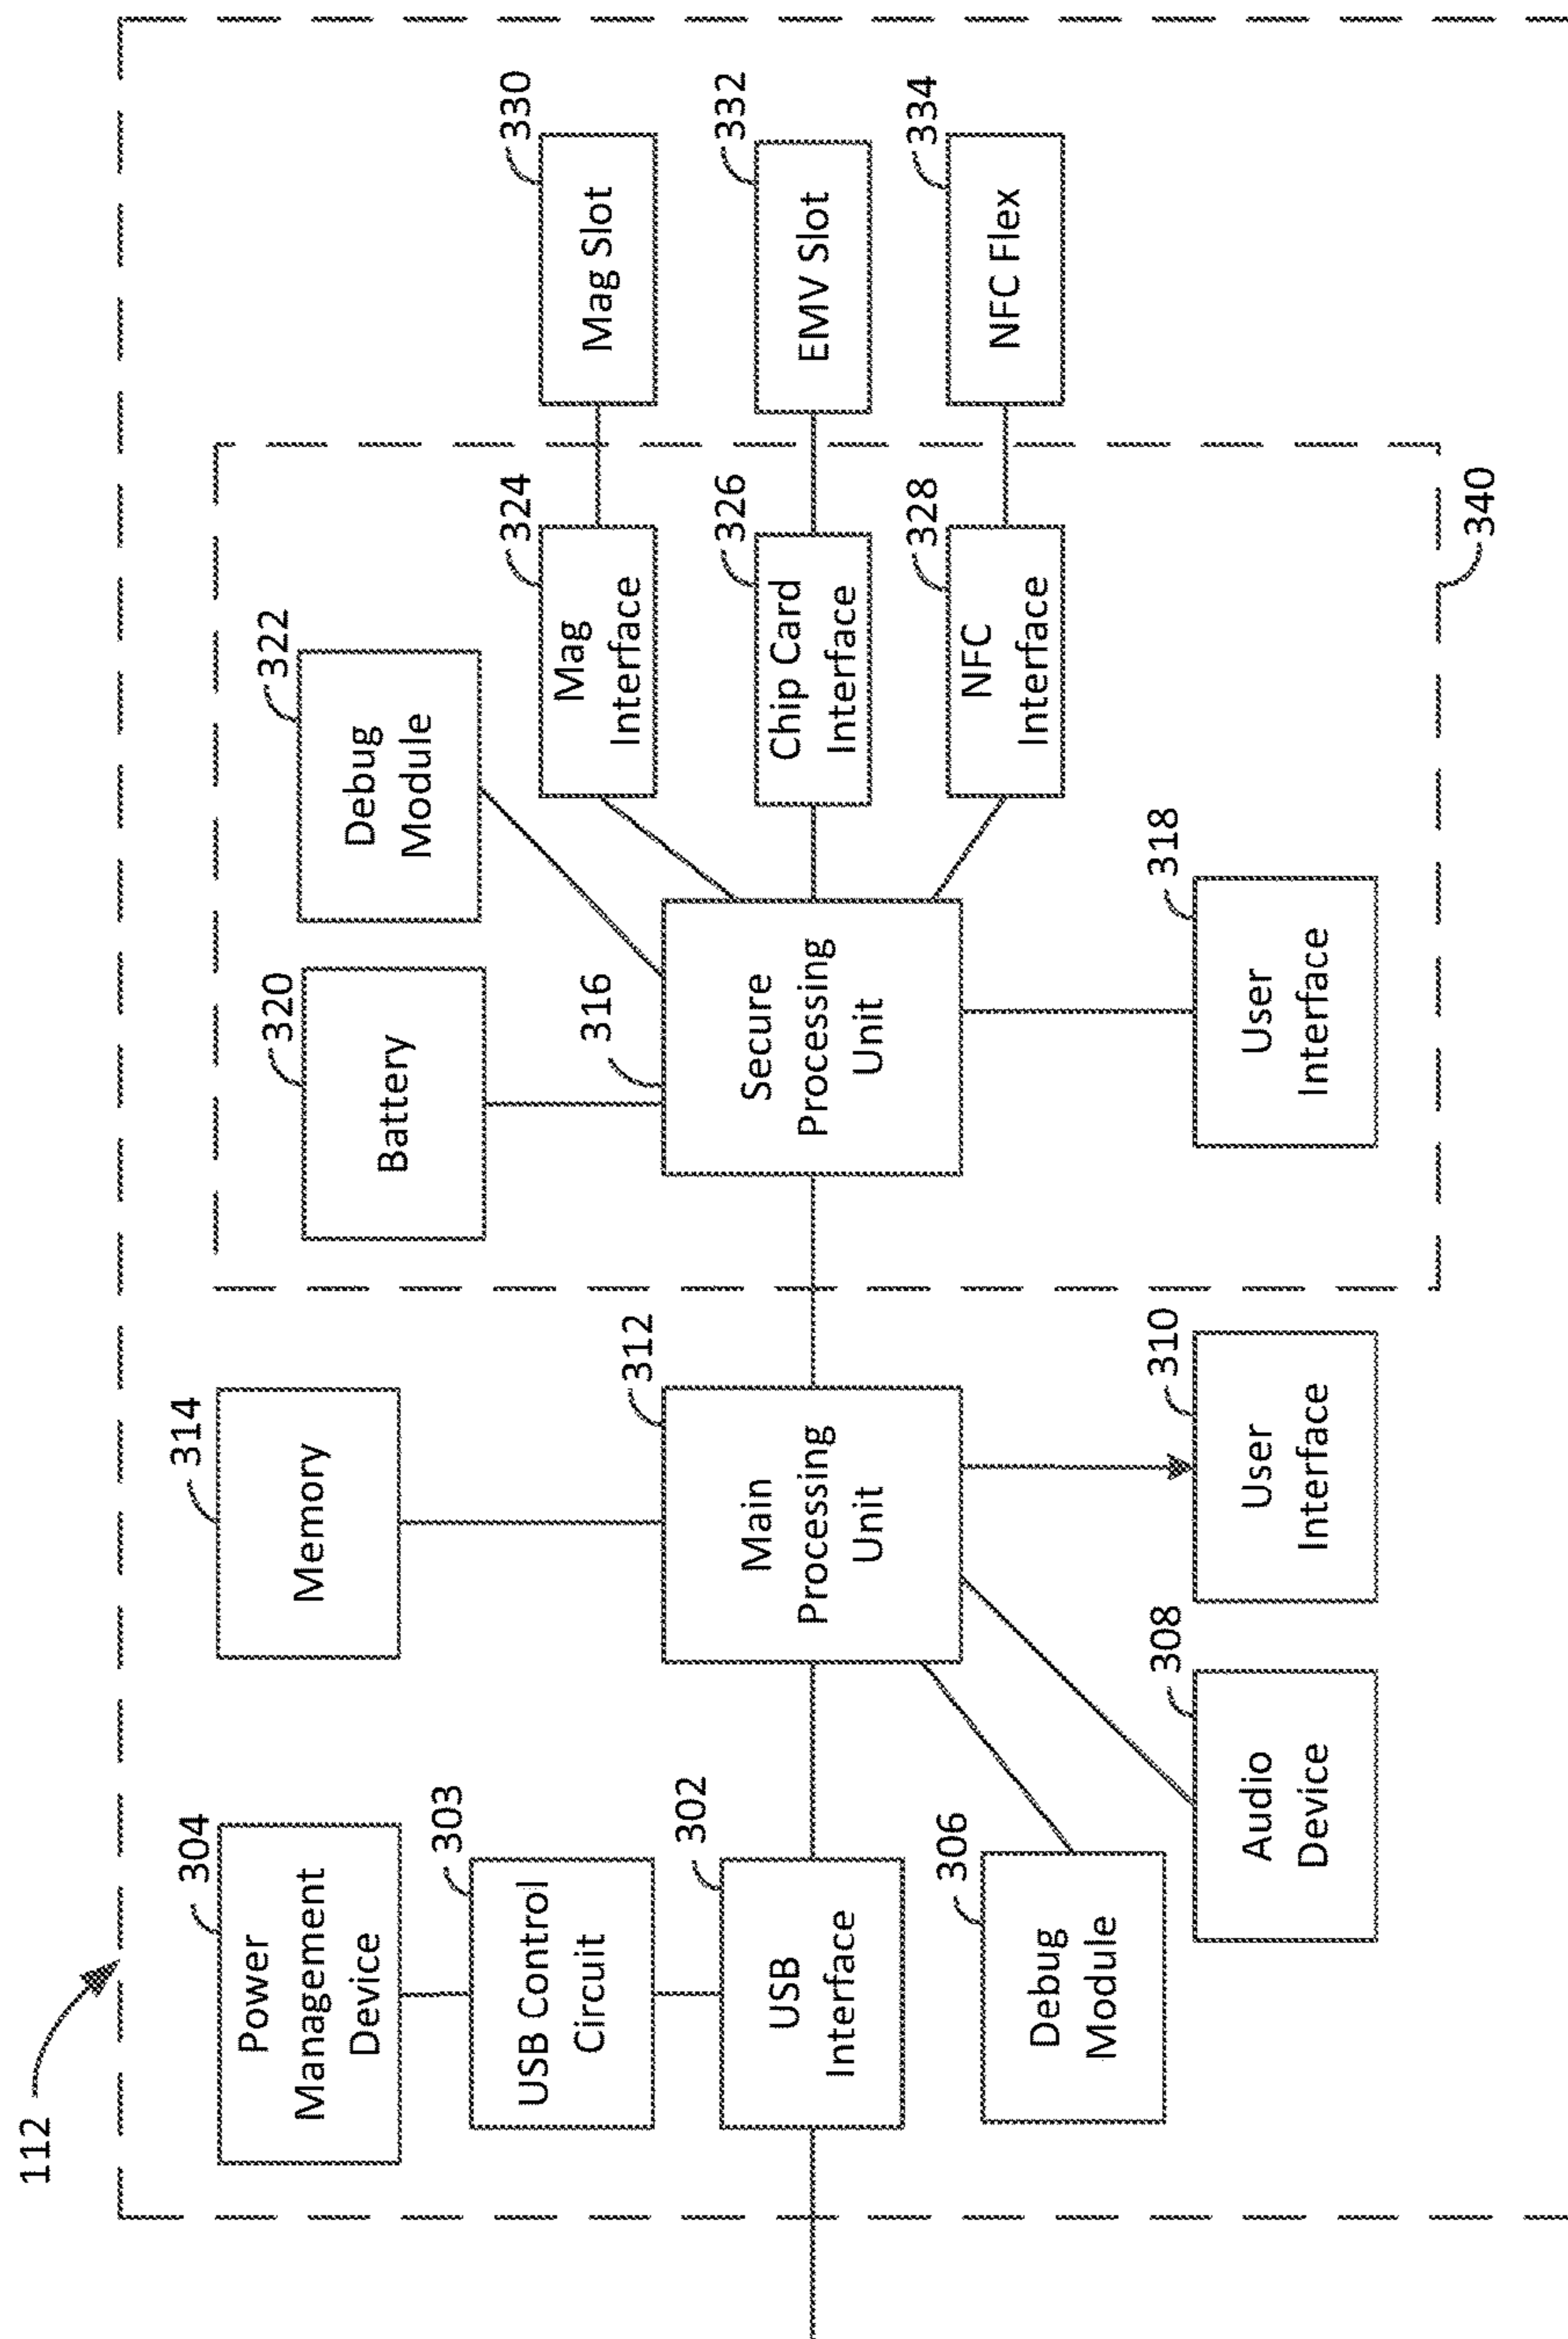 112
304
Power
Management
Device
303
USB Control
Circuit
302
USB
Interface
306
Debug
Module
308
Audio
Device
310
User
Interface
312
Main
Processing
Unit
314
Memory
320
Battery
316
Secure
Processing
Unit
318
User
Interface
322
Debug
Module
324
Mag
Interface
326
Chip Card
Interface
328
NFC
Interface
340
330
Mag Slot
332
EMV Slot
334
NFC Flex